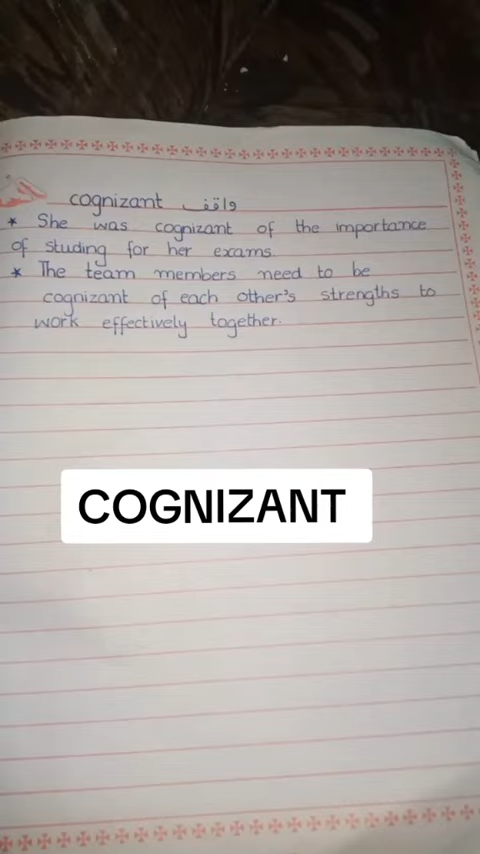 cognizant واقف
* She was cognizant of the importance
of studing for her exams.
* The team members need to be
cognizant of each other's strengths to
work effectively together.
COGNIZANT